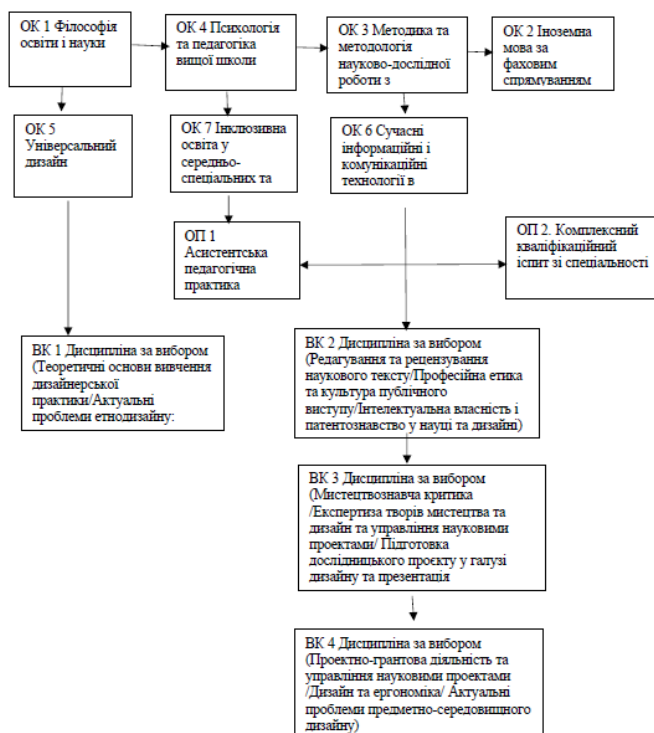 ОК 1 Філософія
освіти і науки
ОК 4 Психологія
та педагогіка
вищої школи
ОК 3 Методика та
методологія
науково-дослідної
роботи з
ОК 2 Іноземна
мова за
фаховим
спрямуванням
ОК 5
Універсальний
дизайн
ОК 7 Інклюзивна
освіта у
середньо-
спеціальних та
ОК 6 Сучасні
інформаційні і
комунікаційні
технології в
ОП 1
Асистентська
педагогічна
практика
ОП 2. Комплексний
кваліфікаційний
іспит зі спеціальності
ВК 1 Дисципліна за вибором
(Теоретичні основи вивчення
дизайнерської
практики/Актуальні
проблеми етнодизайну:
ВК 2 Дисципліна за вибором
(Редагування та рецензування
наукового тексту/Професійна етика
та культура публічного
виступу/Інтелектуальна власність і
патентознавство у науці та дизайні)
ВК 3 Дисципліна за вибором
(Мистецтвознавча критика
/Експертиза творів мистецтва та
дизайн та управління науковими
проектами/ Підготовка
дослідницького проєкту у галузі
дизайну та презентація
ВК 4 Дисципліна за вибором
(Проектно-грантова діяльність та
управління науковими проектами
/Дизайн та ергономіка/ Актуальні
проблеми предметно-середовищного
дизайну)